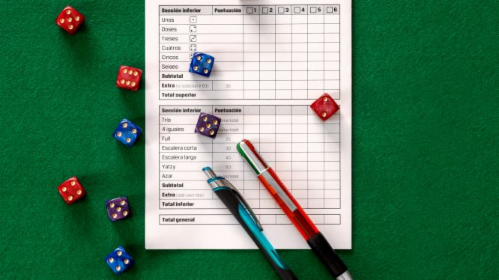 Sección inferior Puntuación 1 2 3 4 5 6
Unos
Doses
Treses
Cuatros
Cincos
Seises
Subtotal
Extra
Total superior
Sección inferior Puntuación
Trío
4 iguales
Full
Escalera corta 30
Escalera larga 40
Yatzy
Azar
Subtotal
Extra
Total inferior
Total general